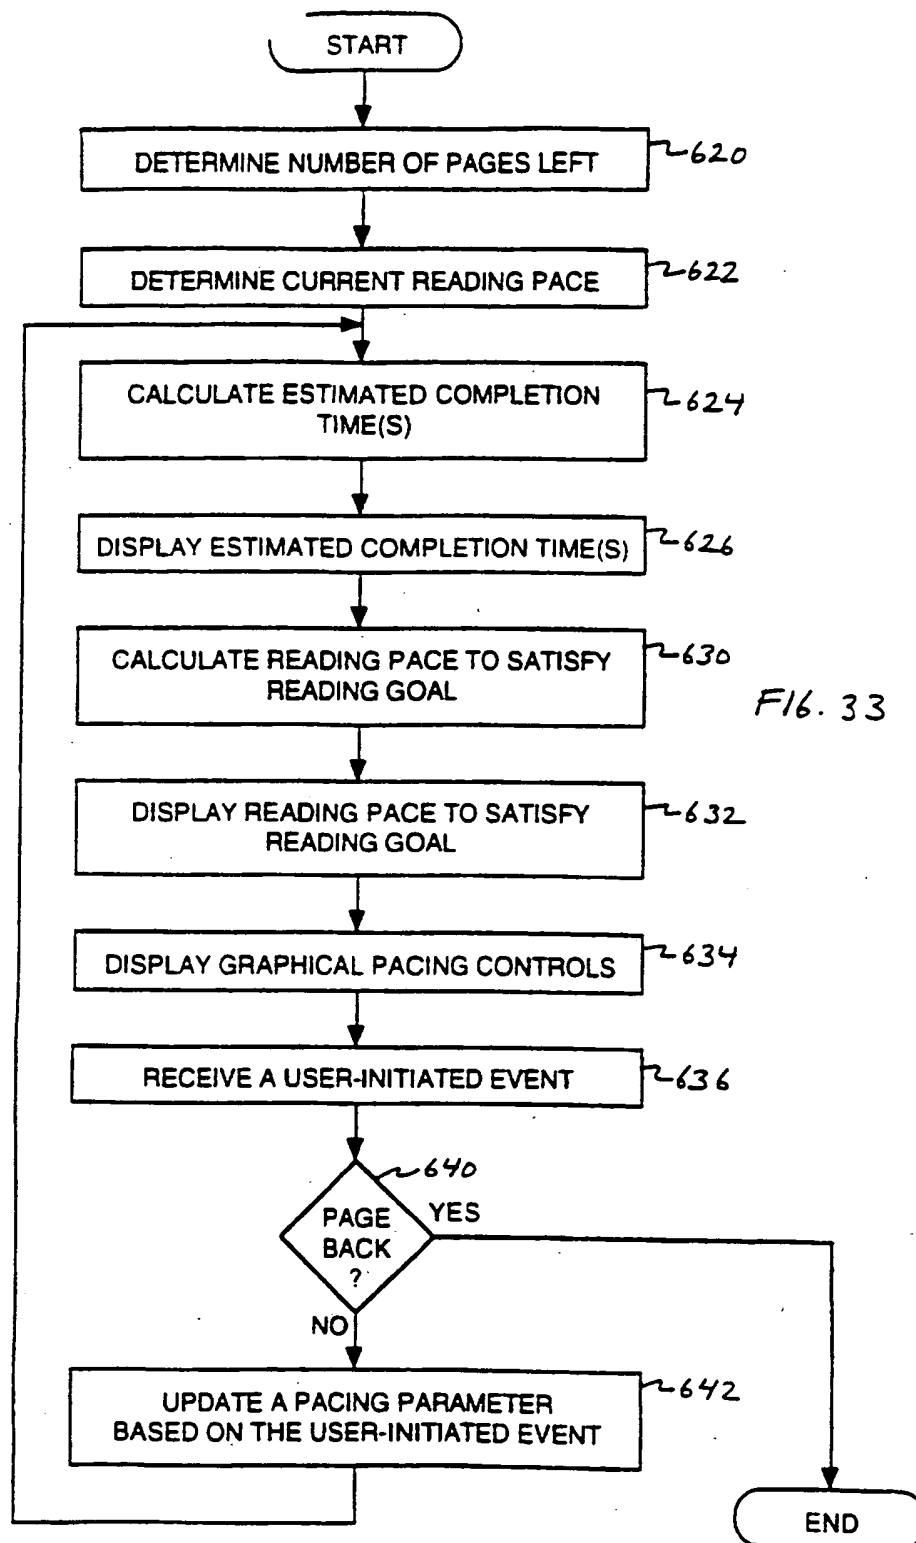 START
DETERMINE NUMBER OF PAGES LEFT
620
DETERMINE CURRENT READING PACE
622
CALCULATE ESTIMATED COMPLETION
TIME(S)
624
DISPLAY ESTIMATED COMPLETION TIME(S)
626
CALCULATE READING PACE TO SATISFY
READING GOAL
630
FIG. 33
DISPLAY READING PACE TO SATISFY
READING GOAL
632
DISPLAY GRAPHICAL PACING CONTROLS
634
RECEIVE A USER-INITIATED EVENT
636
640
PAGE
BACK
?
YES
NO
UPDATE A PACING PARAMETER
BASED ON THE USER-INITIATED EVENT
642
END